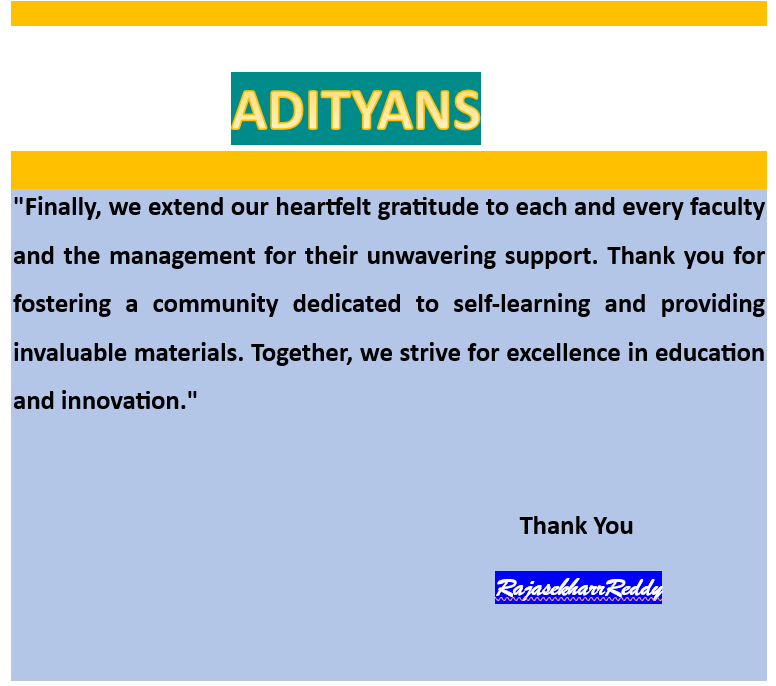 ADITYANS
"Finally, we extend our heartfelt gratitude to each and every faculty
and the management for their unwavering support. Thank you for
fostering a community dedicated to self-learning and providing
invaluable materials. Together, we strive for excellence in education
and innovation."
Thank You
RajasekharrReddy